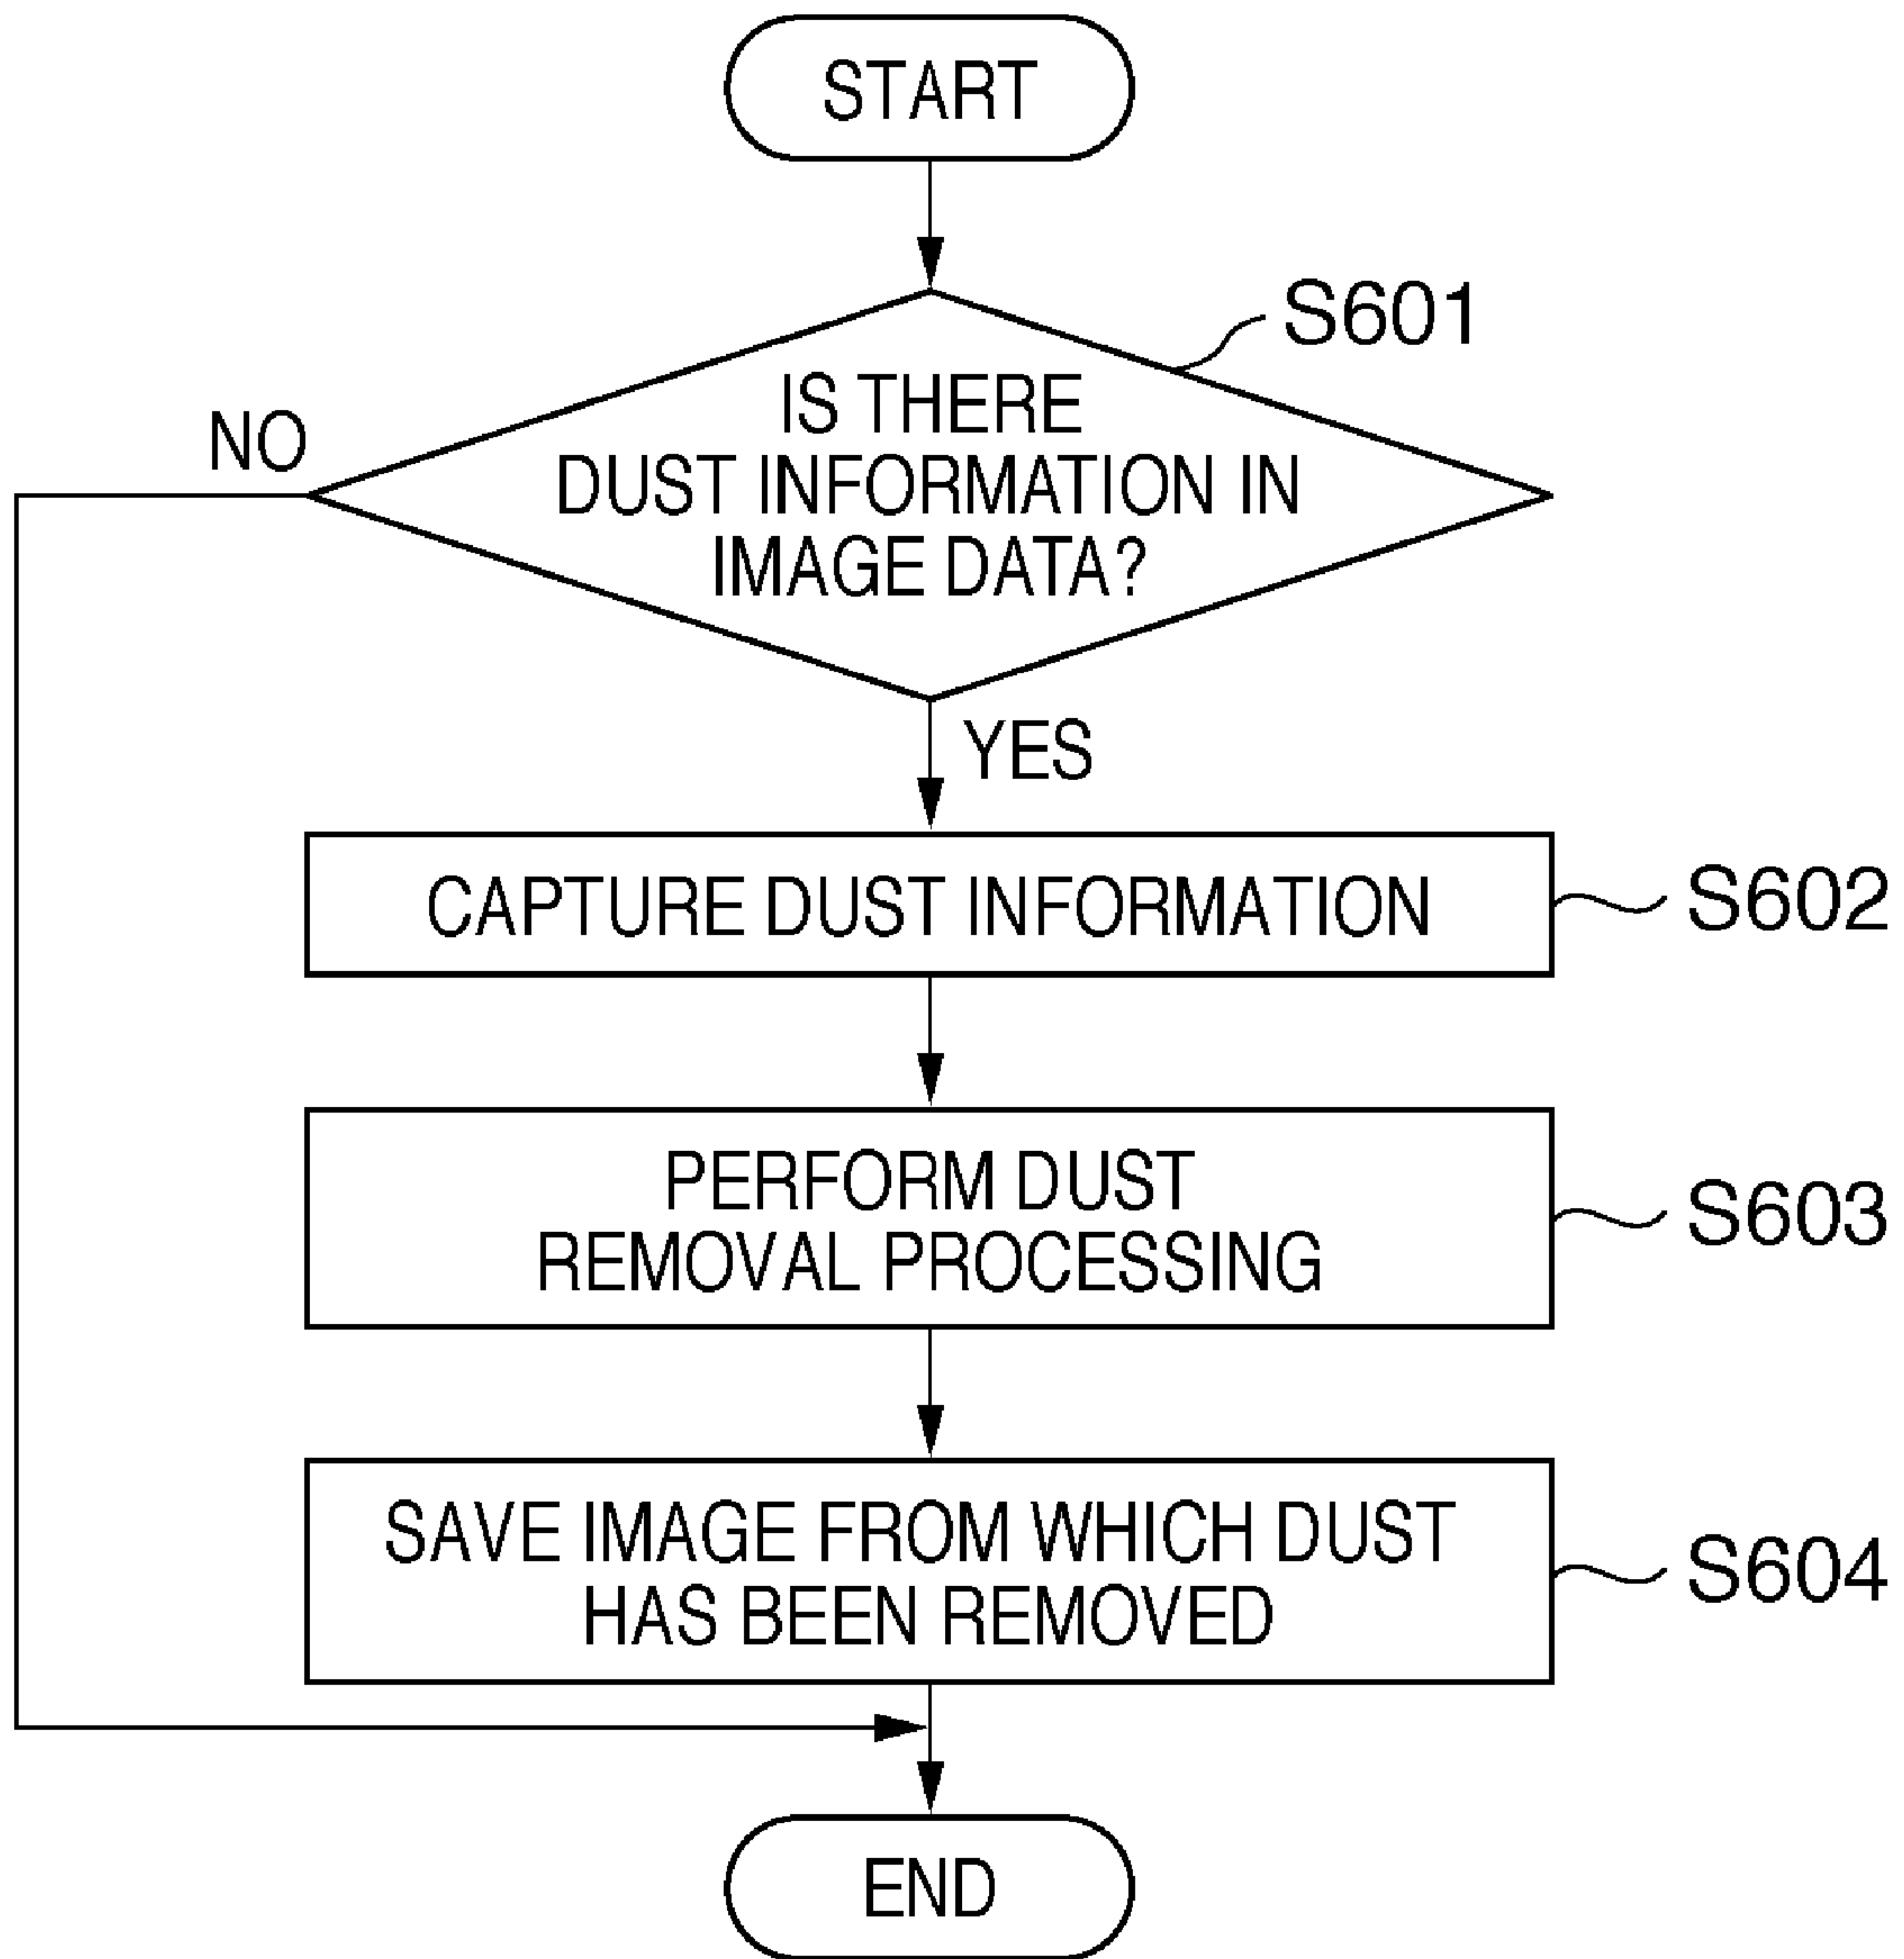 START
S601
IS THERE
DUST INFORMATION IN
IMAGE DATA?
NO
YES
CAPTURE DUST INFORMATION
S602
PERFORM DUST
REMOVAL PROCESSING
S603
SAVE IMAGE FROM WHICH DUST
HAS BEEN REMOVED
S604
END